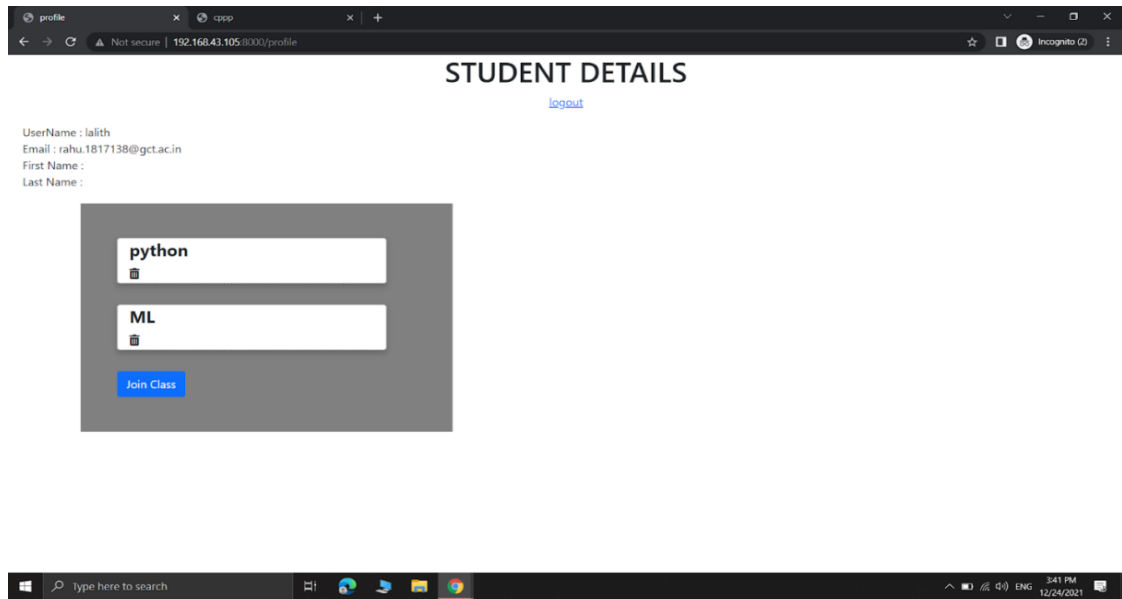 profile
cppp
Not secure | 192.168.43.105:8000/profile
Incognito (2)
STUDENT DETAILS
logout
UserName : lalith
Email : rahu.1817138@gct.ac.in
First Name :
Last Name :
python
ML
Join Class
Type here to search
ENG
3:41 PM
12/24/2021